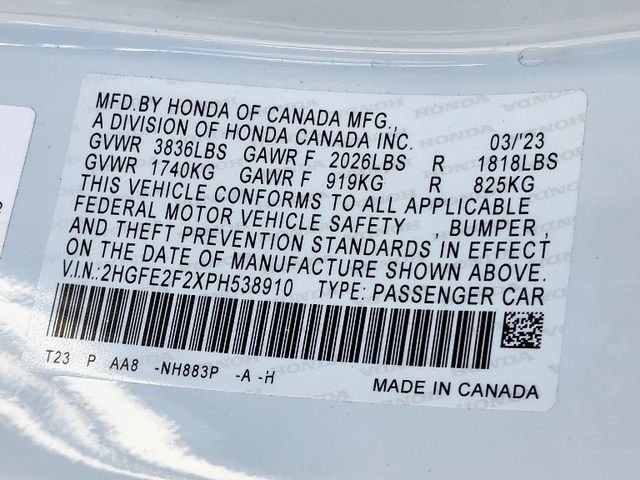 MFD.BY HONDA OF CANADA MFG.,
A DIVISION OF HONDA CANADA INC. 03/'23
GVWR 3836LBS GAWR F 2026LBS R 1818LBS
GVWR 1740KG GAWR F 919KG R 825KG
THIS VEHICLE CONFORMS TO ALL APPLICABLE
FEDERAL MOTOR VEHICLE SAFETY , BUMPER ,
AND THEFT PREVENTION STANDARDS IN EFFECT
ON THE DATE OF MANUFACTURE SHOWN ABOVE.
V.I.N.:2HGFE2F2XPH538910 TYPE: PASSENGER CAR
T23 P AA8 -NH883P -A -H
MADE IN CANADA